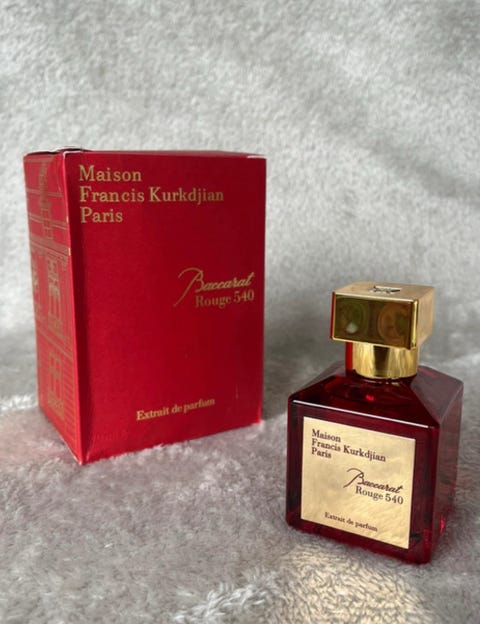 Maison
Francis Kurkdjian
Paris
Baccarat
Rouge 540
Extrait de parfum
Maison
Francis Kurkdjian
Paris
Baccarat
Rouge 540
Extrait de parfum